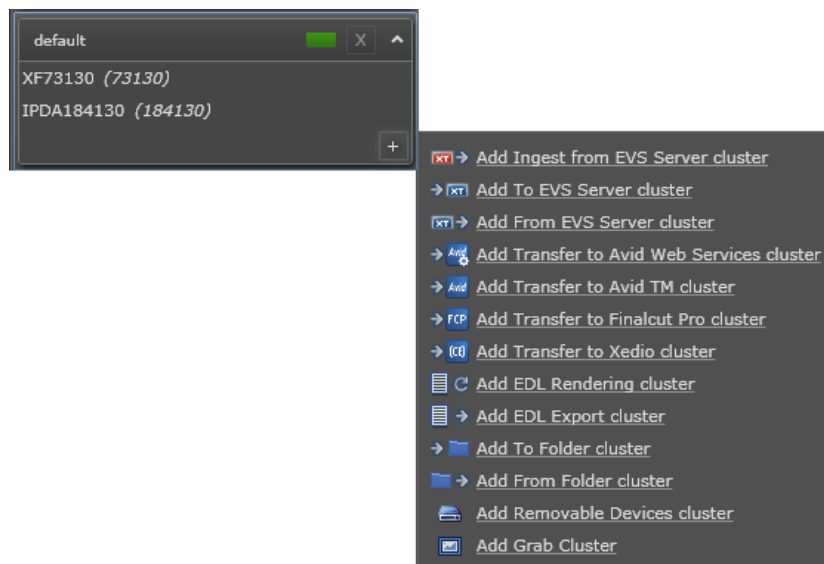 default X
XF73130 (73130)
IPDA184130 (184130)
+
XT Add Ingest from EVS Server cluster
XT Add To EVS Server cluster
XT Add From EVS Server cluster
Avid Add Transfer to Avid Web Services cluster
Avid Add Transfer to Avid TM cluster
FCP Add Transfer to Finalcut Pro cluster
(CE) Add Transfer to Xedio cluster
Add EDL Rendering cluster
Add EDL Export cluster
Add To Folder cluster
Add From Folder cluster
Add Removable Devices cluster
Add Grab Cluster